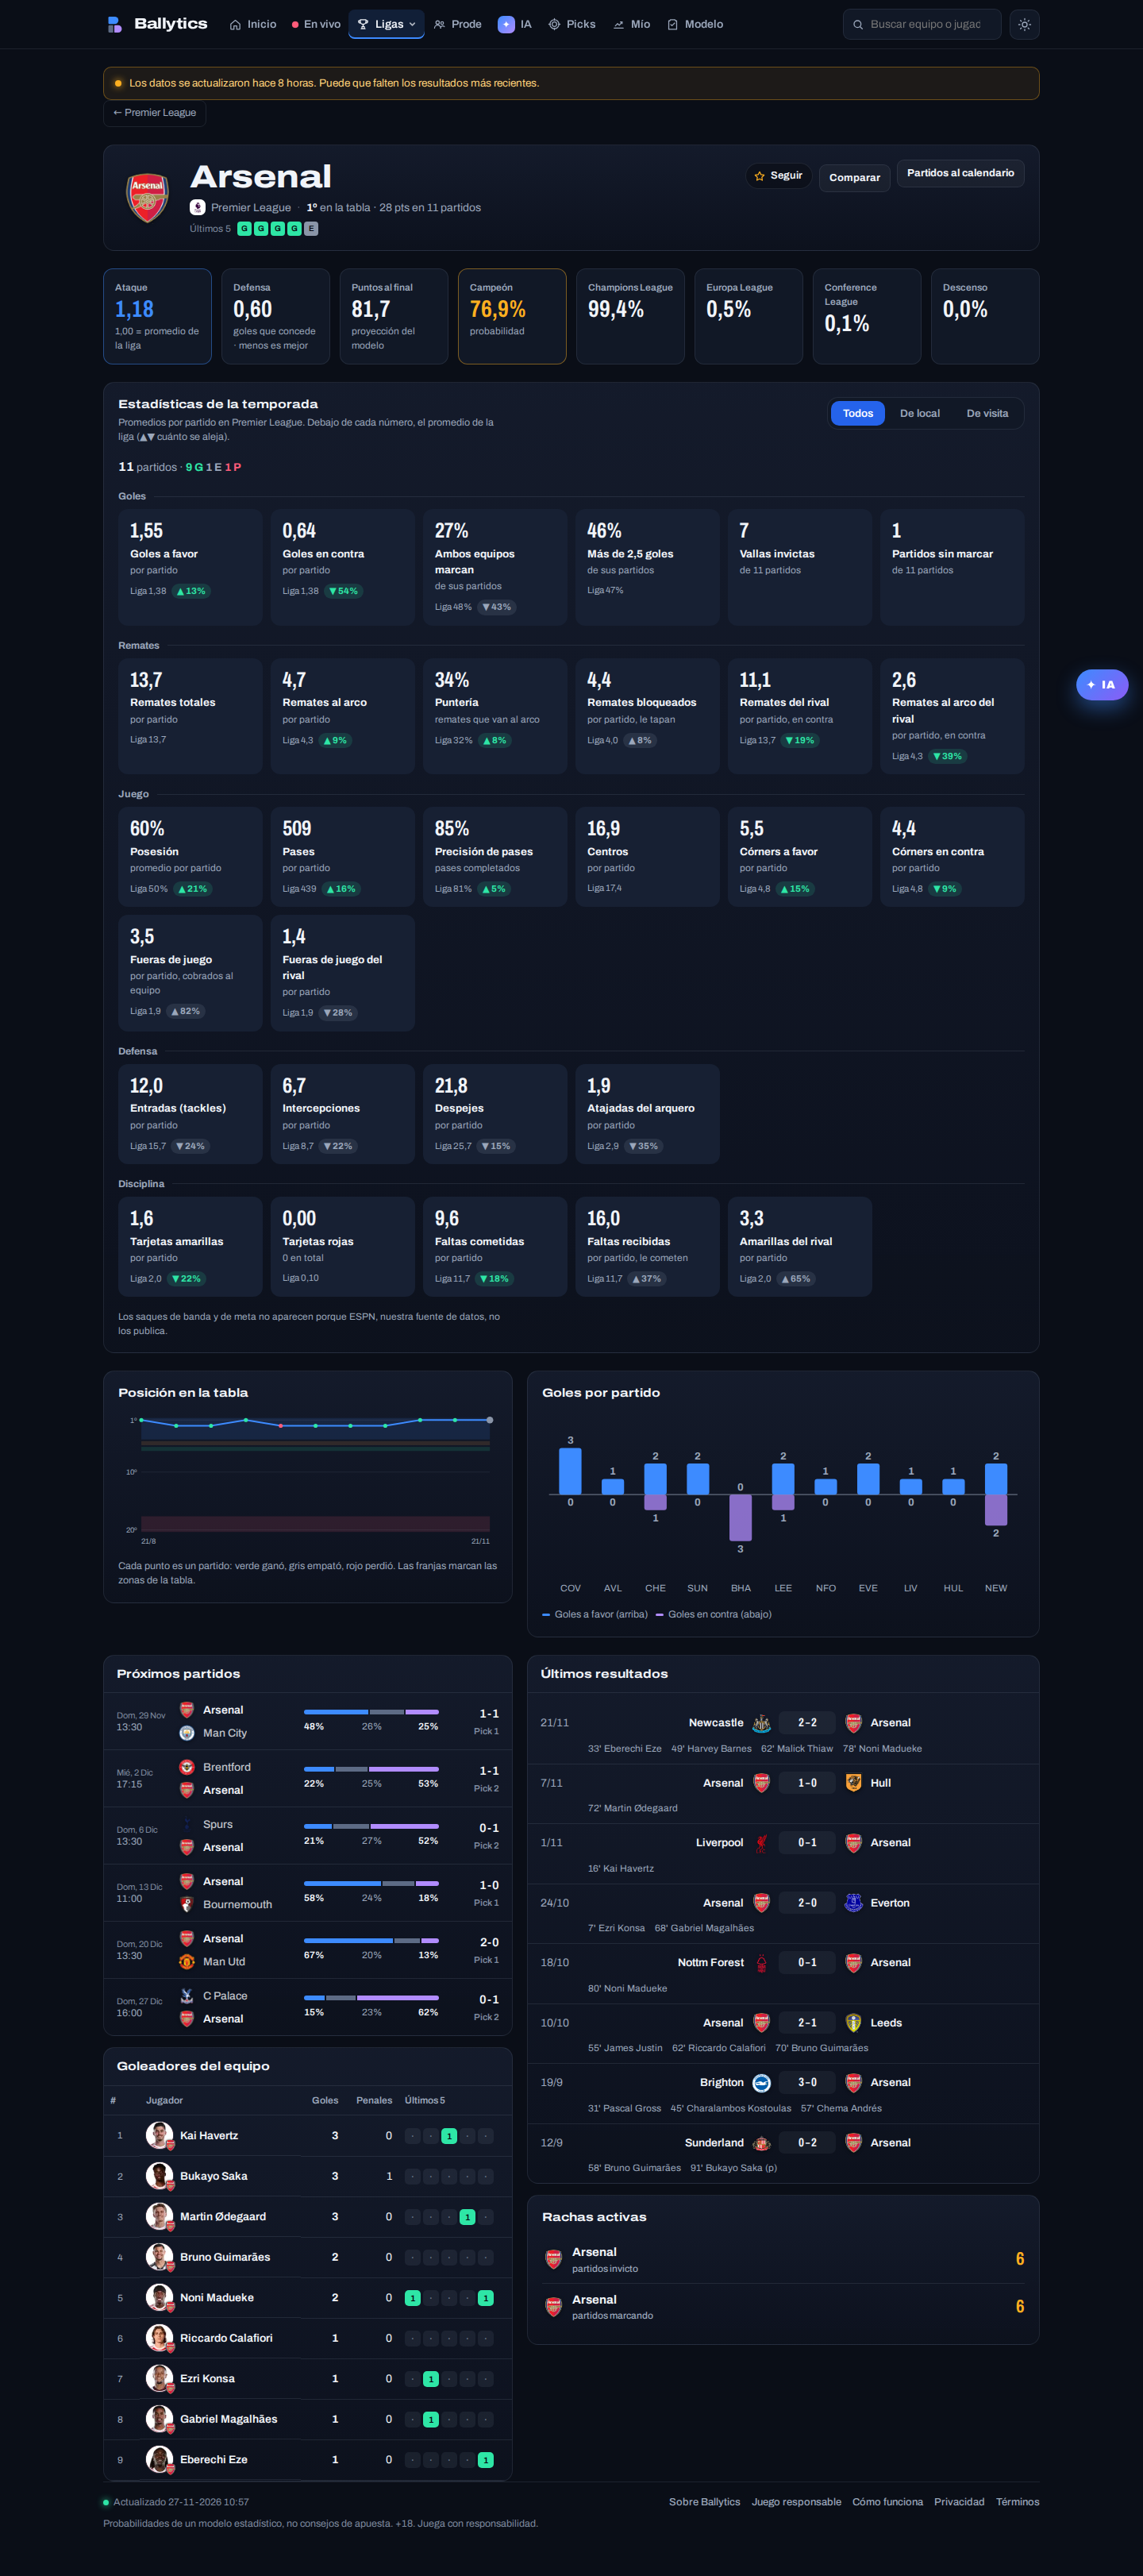 Ballytics
Inicio
En vivo
Ligas
Prode
IA
Picks
Mío
Modelo
Buscar equipo o jugac
Los datos se actualizaron hace 8 horas. Puede que falten los resultados más recientes.
← Premier League
Arsenal
Premier League · 1º en la tabla · 28 pts en 11 partidos
Últimos 5 G G G G E
Seguir
Comparar
Partidos al calendario
Ataque
1,18
1,00 = promedio de
la liga
Defensa
0,60
goles que concede
· menos es mejor
Puntos al final
81,7
proyección del
modelo
Campeón
76,9%
probabilidad
Champions League
99,4%
Europa League
0,5%
Conference
League
0,1%
Descenso
0,0%
Estadísticas de la temporada
Promedios por partido en Premier League. Debajo de cada número, el promedio de la
liga (▲▼ cuánto se aleja).
Todos
De local
De visita
11 partidos · 9 G 1 E 1 P
Goles
1,55
Goles a favor
por partido
Liga 1,38 ▲ 13%
0,64
Goles en contra
por partido
Liga 1,38 ▼ 54%
27%
Ambos equipos
marcan
de sus partidos
Liga 48% ▼ 43%
46%
Más de 2,5 goles
de sus partidos
Liga 47%
7
Vallas invictas
de 11 partidos
1
Partidos sin marcar
de 11 partidos
Remates
13,7
Remates totales
por partido
Liga 13,7
4,7
Remates al arco
por partido
Liga 4,3 ▲ 9%
34%
Puntería
remates que van al arco
Liga 32% ▲ 8%
4,4
Remates bloqueados
por partido, le tapan
Liga 4,0 ▲ 8%
11,1
Remates del rival
por partido, en contra
Liga 13,7 ▼ 19%
2,6
Remates al arco del
rival
por partido, en contra
Liga 4,3 ▼ 39%
Juego
60%
Posesión
promedio por partido
Liga 50% ▲ 21%
509
Pases
por partido
Liga 439 ▲ 16%
85%
Precisión de pases
pases completados
Liga 81% ▲ 5%
16,9
Centros
por partido
Liga 17,4
5,5
Córners a favor
por partido
Liga 4,8 ▲ 15%
4,4
Córners en contra
por partido
Liga 4,8 ▼ 9%
3,5
Fueras de juego
por partido, cobrados al
equipo
Liga 1,9 ▲ 82%
1,4
Fueras de juego del
rival
por partido
Liga 1,9 ▼ 28%
Defensa
12,0
Entradas (tackles)
por partido
Liga 15,7 ▼ 24%
6,7
Intercepciones
por partido
Liga 8,7 ▼ 22%
21,8
Despejes
por partido
Liga 25,7 ▼ 15%
1,9
Atajadas del arquero
por partido
Liga 2,9 ▼ 35%
Disciplina
1,6
Tarjetas amarillas
por partido
Liga 2,0 ▼ 22%
0,00
Tarjetas rojas
0 en total
Liga 0,10
9,6
Faltas cometidas
por partido
Liga 11,7 ▼ 18%
16,0
Faltas recibidas
por partido, le cometen
Liga 11,7 ▲ 37%
3,3
Amarillas del rival
por partido
Liga 2,0 ▲ 65%
Los saques de banda y de meta no aparecen porque ESPN, nuestra fuente de datos, no
los publica.
✦ IA
Posición en la tabla
1º
10º
20º
21/8
21/11
Cada punto es un partido: verde ganó, gris empató, rojo perdió. Las franjas marcan las
zonas de la tabla.
Goles por partido
3 1 2 2 0 2 1 2 1 1 2
0 0 1 0 3 1 0 0 0 0 2
COV AVL CHE SUN BHA LEE NFO EVE LIV HUL NEW
Goles a favor (arriba) Goles en contra (abajo)
Próximos partidos
Dom, 29 Nov
13:30
Arsenal
Man City
48% 26% 25%
1-1
Pick 1
Mié, 2 Dic
17:15
Brentford
Arsenal
22% 25% 53%
1-1
Pick 2
Dom, 6 Dic
13:30
Spurs
Arsenal
21% 27% 52%
0-1
Pick 2
Dom, 13 Dic
11:00
Arsenal
Bournemouth
58% 24% 18%
1-0
Pick 1
Dom, 20 Dic
13:30
Arsenal
Man Utd
67% 20% 13%
2-0
Pick 1
Dom, 27 Dic
16:00
C Palace
Arsenal
15% 23% 62%
0-1
Pick 2
Últimos resultados
21/11 Newcastle 2-2 Arsenal
33' Eberechi Eze 49' Harvey Barnes 62' Malick Thiaw 78' Noni Madueke
7/11 Arsenal 1-0 Hull
72' Martin Ødegaard
1/11 Liverpool 0-1 Arsenal
16' Kai Havertz
24/10 Arsenal 2-0 Everton
7' Ezri Konsa 68' Gabriel Magalhães
18/10 Nottm Forest 0-1 Arsenal
80' Noni Madueke
10/10 Arsenal 2-1 Leeds
55' James Justin 62' Riccardo Calafiori 70' Bruno Guimarães
19/9 Brighton 3-0 Arsenal
31' Pascal Gross 45' Charalambos Kostoulas 57' Chema Andrés
12/9 Sunderland 0-2 Arsenal
58' Bruno Guimarães 91' Bukayo Saka (p)
Goleadores del equipo
# Jugador Goles Penales Últimos 5
1 Kai Havertz 3 0 · · 1 · ·
2 Bukayo Saka 3 1 · · · · ·
3 Martin Ødegaard 3 0 · · · 1 ·
4 Bruno Guimarães 2 0 · · · · ·
5 Noni Madueke 2 0 1 · · · 1
6 Riccardo Calafiori 1 0 · · · · ·
7 Ezri Konsa 1 0 · 1 · · ·
8 Gabriel Magalhães 1 0 · 1 · · ·
9 Eberechi Eze 1 0 · · · · 1
Rachas activas
Arsenal
partidos invicto
6
Arsenal
partidos marcando
6
Actualizado 27-11-2026 10:57
Sobre Ballytics Juego responsable Cómo funciona Privacidad Términos
Probabilidades de un modelo estadístico, no consejos de apuesta. +18. Juega con responsabilidad.